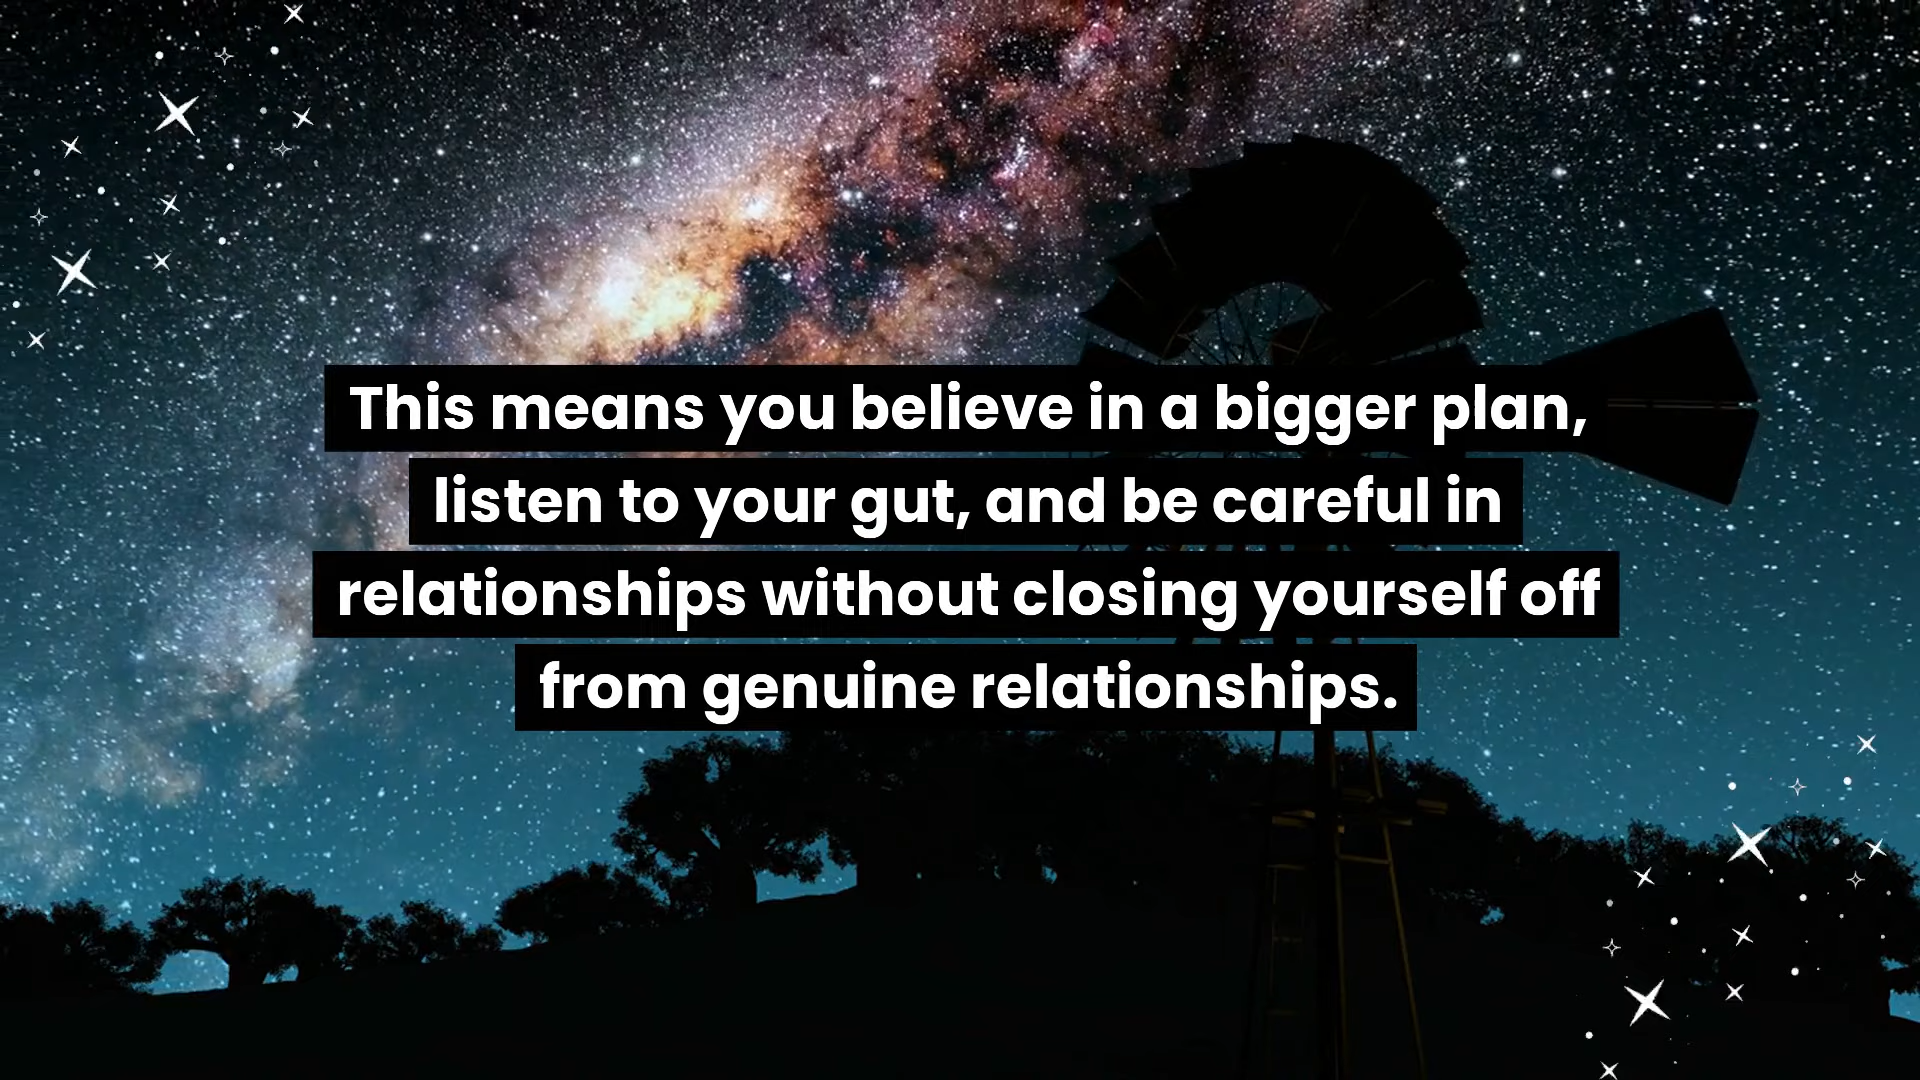 This means you believe in a bigger plan,
listen to your gut, and be careful in
relationships without closing yourself off
from genuine relationships.